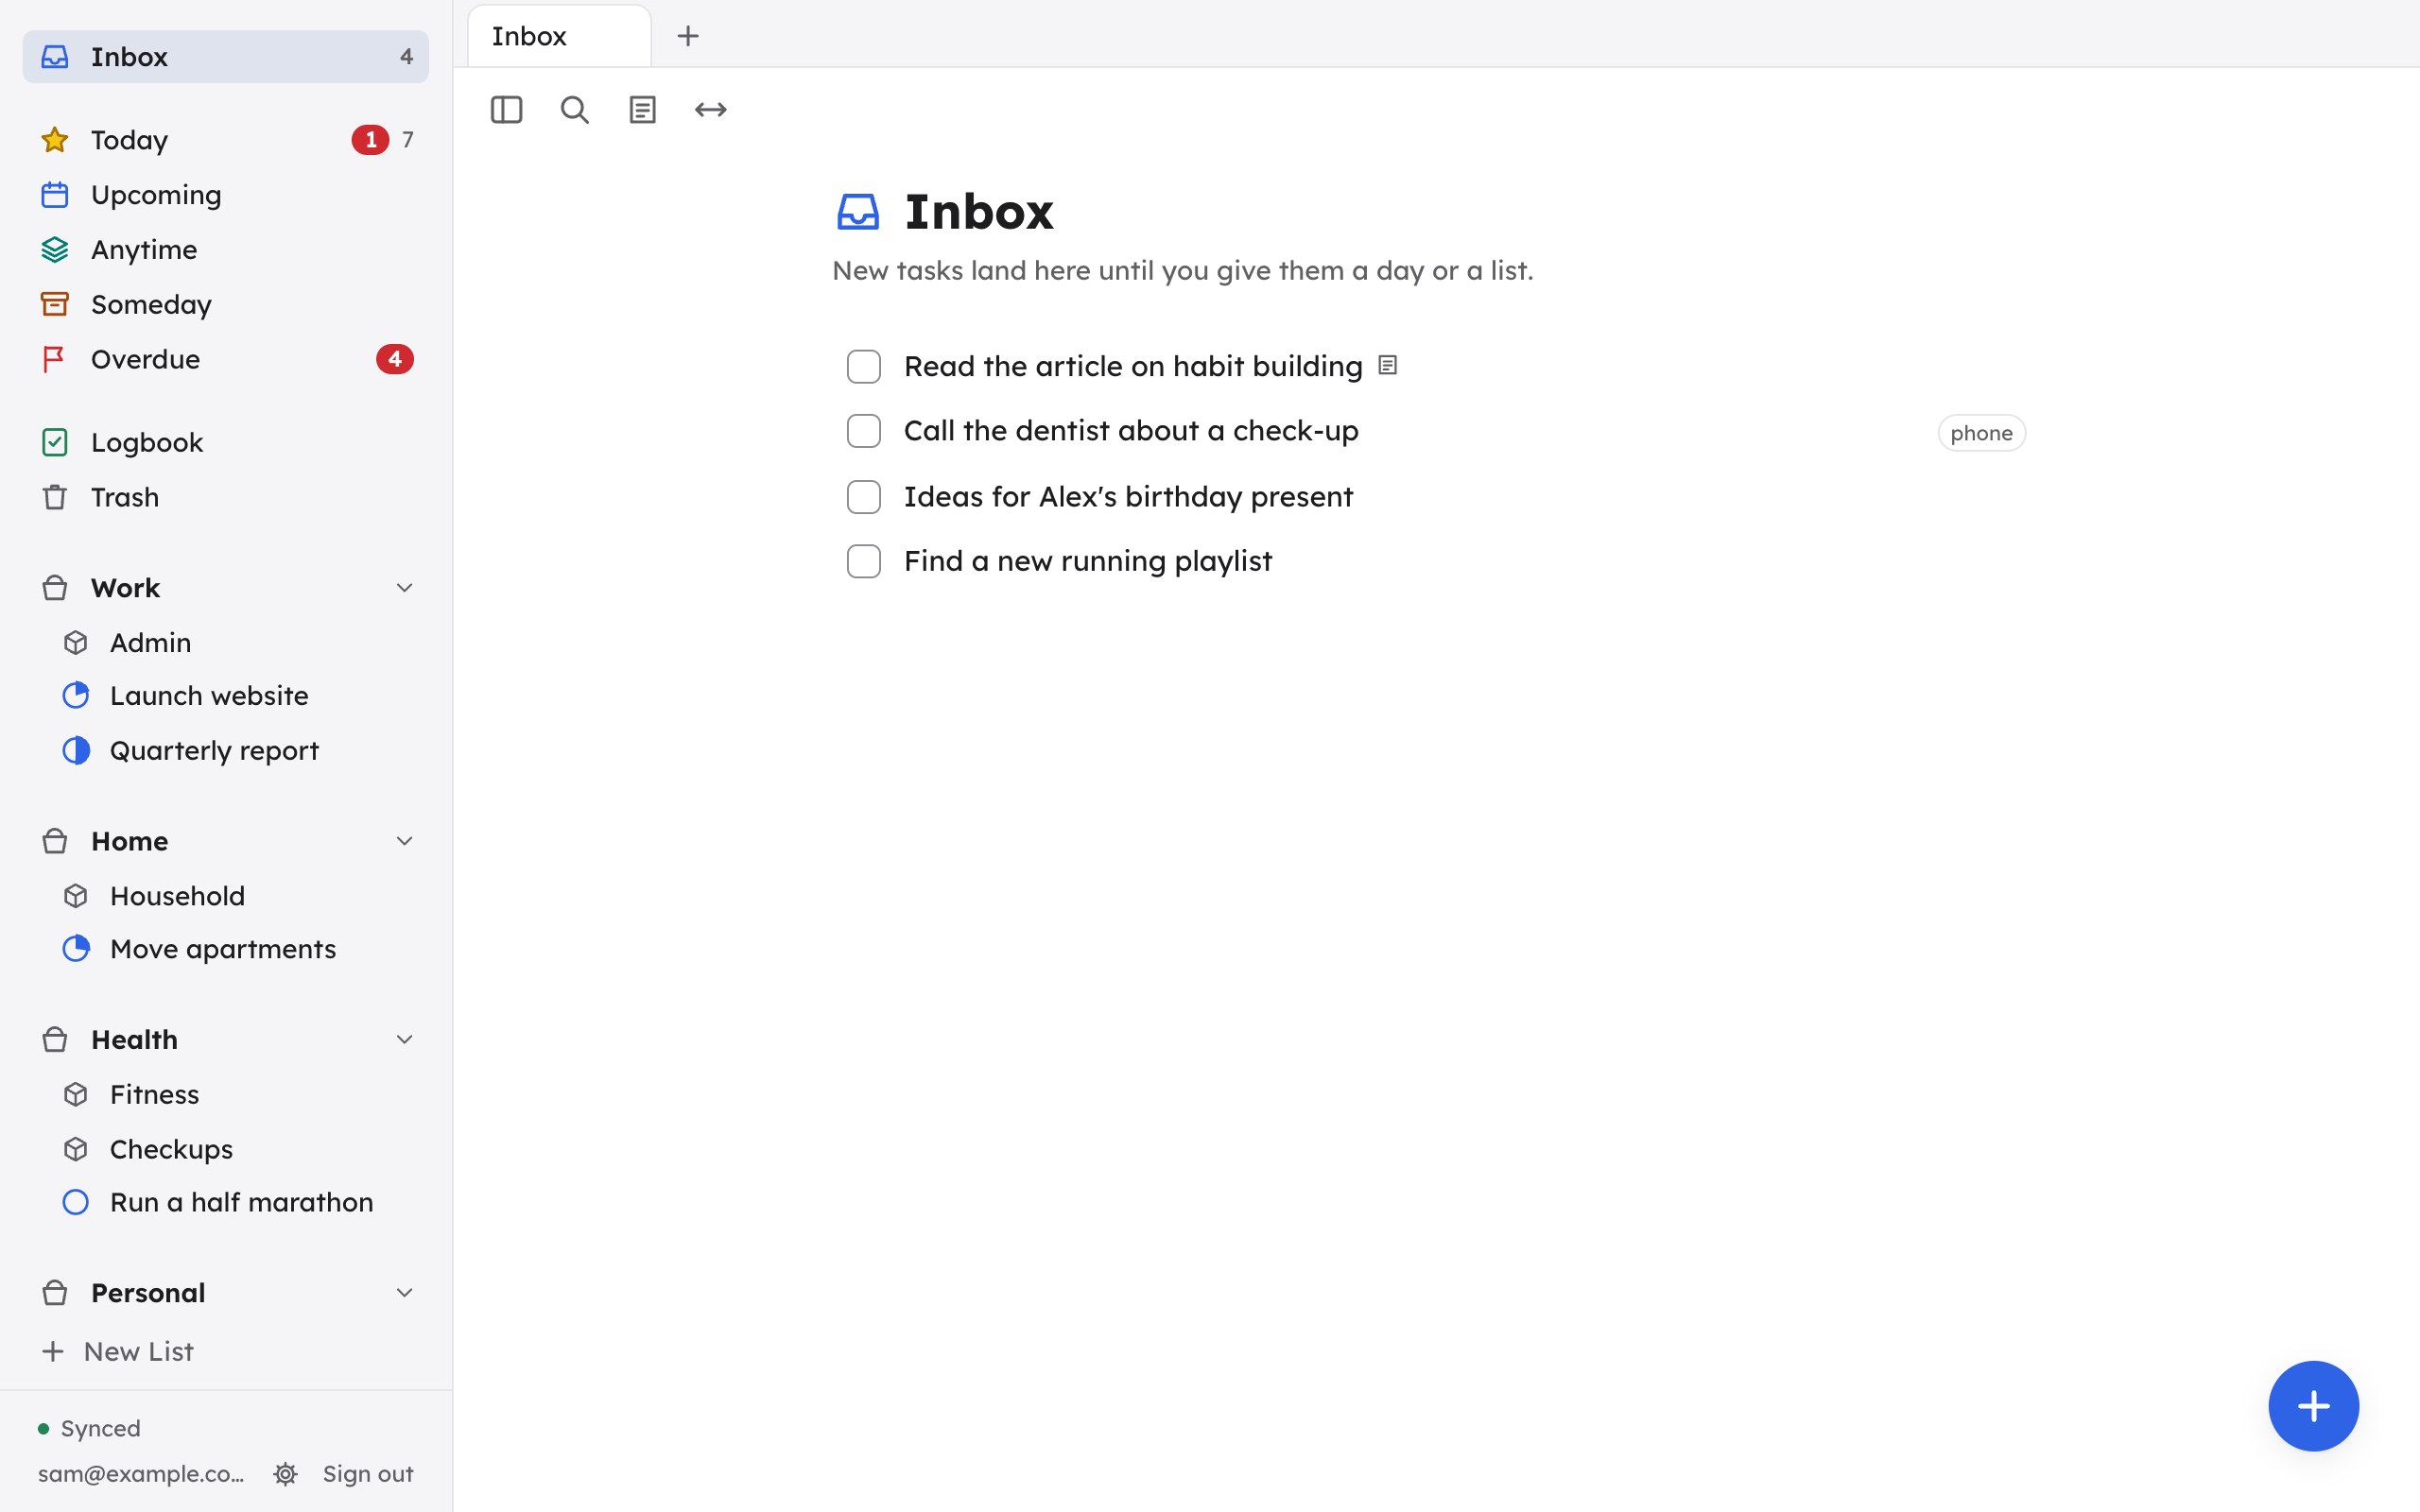 Inbox 4
Today 1 7
Upcoming
Anytime
Someday
Overdue 4
Logbook
Trash
Work
Admin
Launch website
Quarterly report
Home
Household
Move apartments
Health
Fitness
Checkups
Run a half marathon
Personal
New List
Synced
sam@example.co... Sign out
Inbox
Inbox
New tasks land here until you give them a day or a list.
Read the article on habit building
Call the dentist about a check-up phone
Ideas for Alex's birthday present
Find a new running playlist